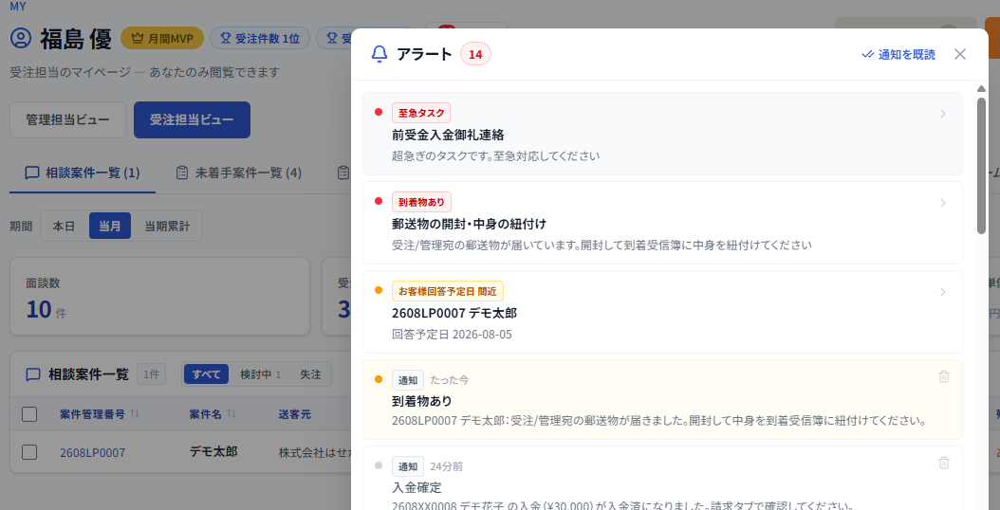 MY
福島 優 月間MVP 受注件数 1位 受
受注担当のマイページ — あなたのみ閲覧できます
管理担当ビュー 受注担当ビュー
相談案件一覧 (1) 未着手案件一覧 (4)
期間 本日 当月 当期累計
面談数
10 件
受
3
相談案件一覧 1件 すべて 検討中 1 失注
案件管理番号 案件名 送客元
2608LP0007 デモ太郎 株式会社はせ
アラート 14 通知を既読
至急タスク
前受金入金御礼連絡
超急ぎのタスクです。至急対応してください
到着物あり
郵送物の開封・中身の紐付け
受注/管理宛の郵送物が届いています。開封して到着受信簿に中身を紐付けてください
お客様回答予定日 間近
2608LP0007 デモ太郎
回答予定日 2026-08-05
通知 たった今
到着物あり
2608LP0007 デモ太郎：受注/管理宛の郵送物が届きました。開封して中身を到着受信簿に紐付けてください。
通知 24分前
入金確定
2608XX0008 デモ花子 の入金（¥30,000）が入金済になりました。請求タブで確認してください。